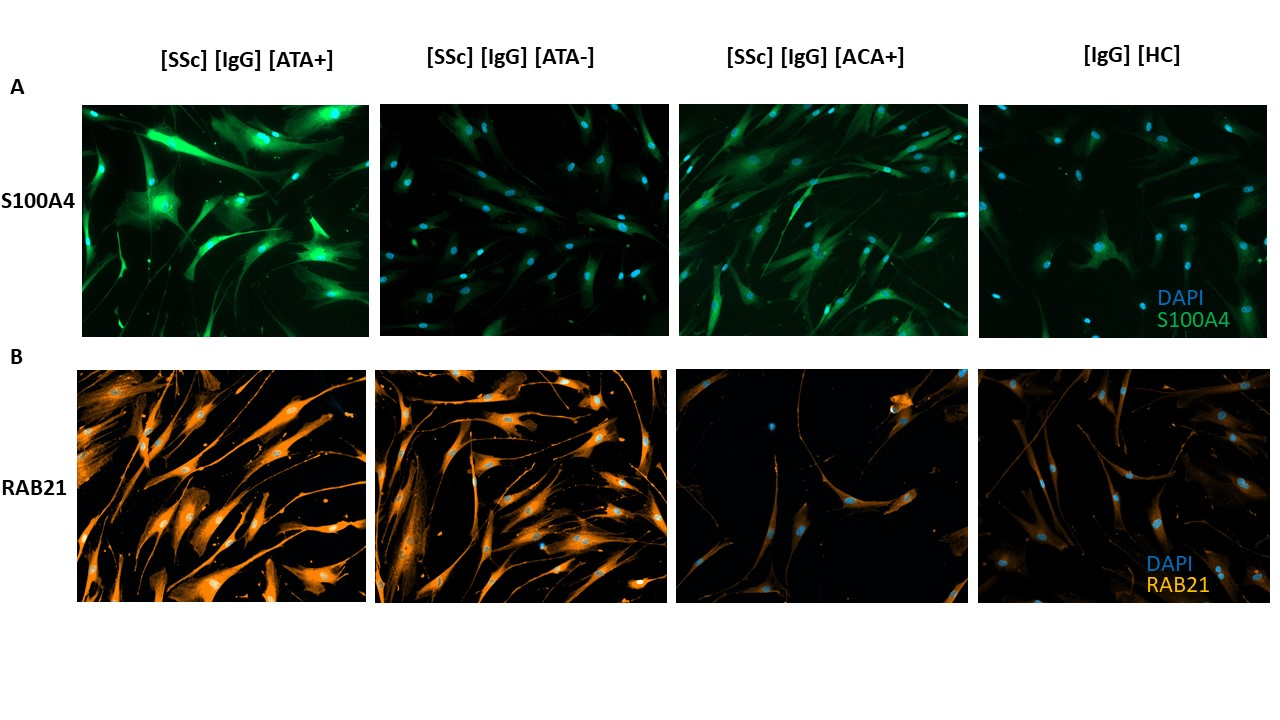 [SSc] [IgG] [ATA+] [SSc] [IgG] [ATA-] [SSc] [IgG] [ACA+] [IgG] [HC]
A
S100A4
DAPI
S100A4
B
RAB21
DAPI
RAB21